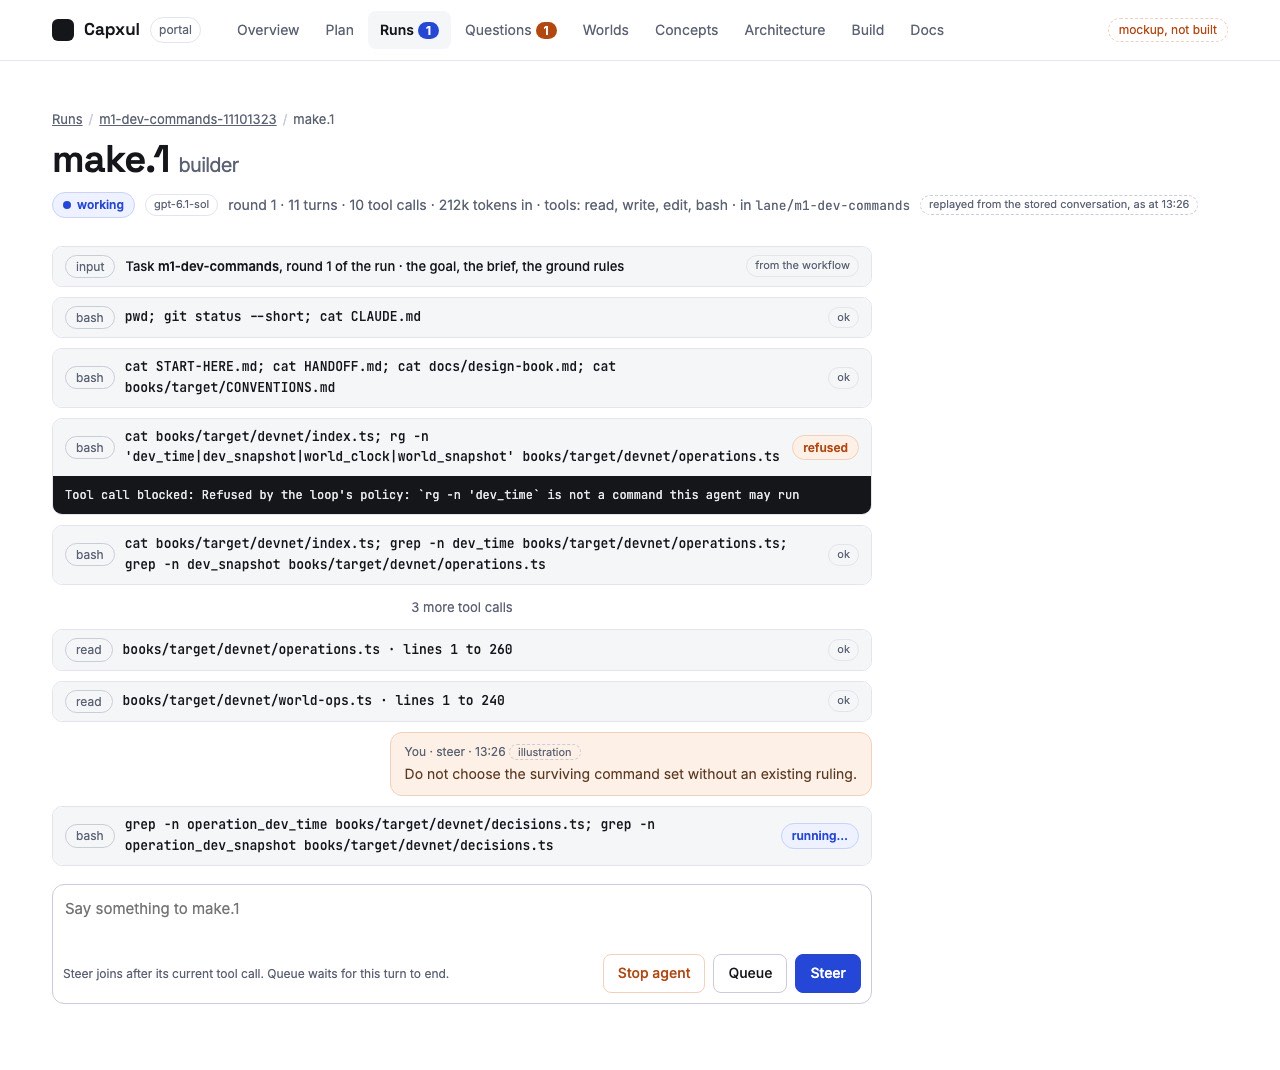 Capxul portal Overview Plan Runs 1 Questions 1 Worlds Concepts Architecture Build Docs mockup, not built
Runs / m1-dev-commands-11101323 / make.1
make.1 builder
working gpt-6.1-sol round 1 · 11 turns · 10 tool calls · 212k tokens in · tools: read, write, edit, bash · in lane/m1-dev-commands replayed from the stored conversation, as at 13:26
input Task m1-dev-commands, round 1 of the run · the goal, the brief, the ground rules from the workflow
bash pwd; git status --short; cat CLAUDE.md ok
bash cat START-HERE.md; cat HANDOFF.md; cat docs/design-book.md; cat
books/target/CONVENTIONS.md ok
bash cat books/target/devnet/index.ts; rg -n
'dev_time|dev_snapshot|world_clock|world_snapshot' books/target/devnet/operations.ts refused
Tool call blocked: Refused by the loop's policy: `rg -n 'dev_time` is not a command this agent may run
bash cat books/target/devnet/index.ts; grep -n dev_time books/target/devnet/operations.ts;
grep -n dev_snapshot books/target/devnet/operations.ts ok
3 more tool calls
read books/target/devnet/operations.ts · lines 1 to 260 ok
read books/target/devnet/world-ops.ts · lines 1 to 240 ok
You · steer · 13:26 illustration
Do not choose the surviving command set without an existing ruling.
bash grep -n operation_dev_time books/target/devnet/decisions.ts; grep -n
operation_dev_snapshot books/target/devnet/decisions.ts running...
Say something to make.1
Steer joins after its current tool call. Queue waits for this turn to end. Stop agent Queue Steer